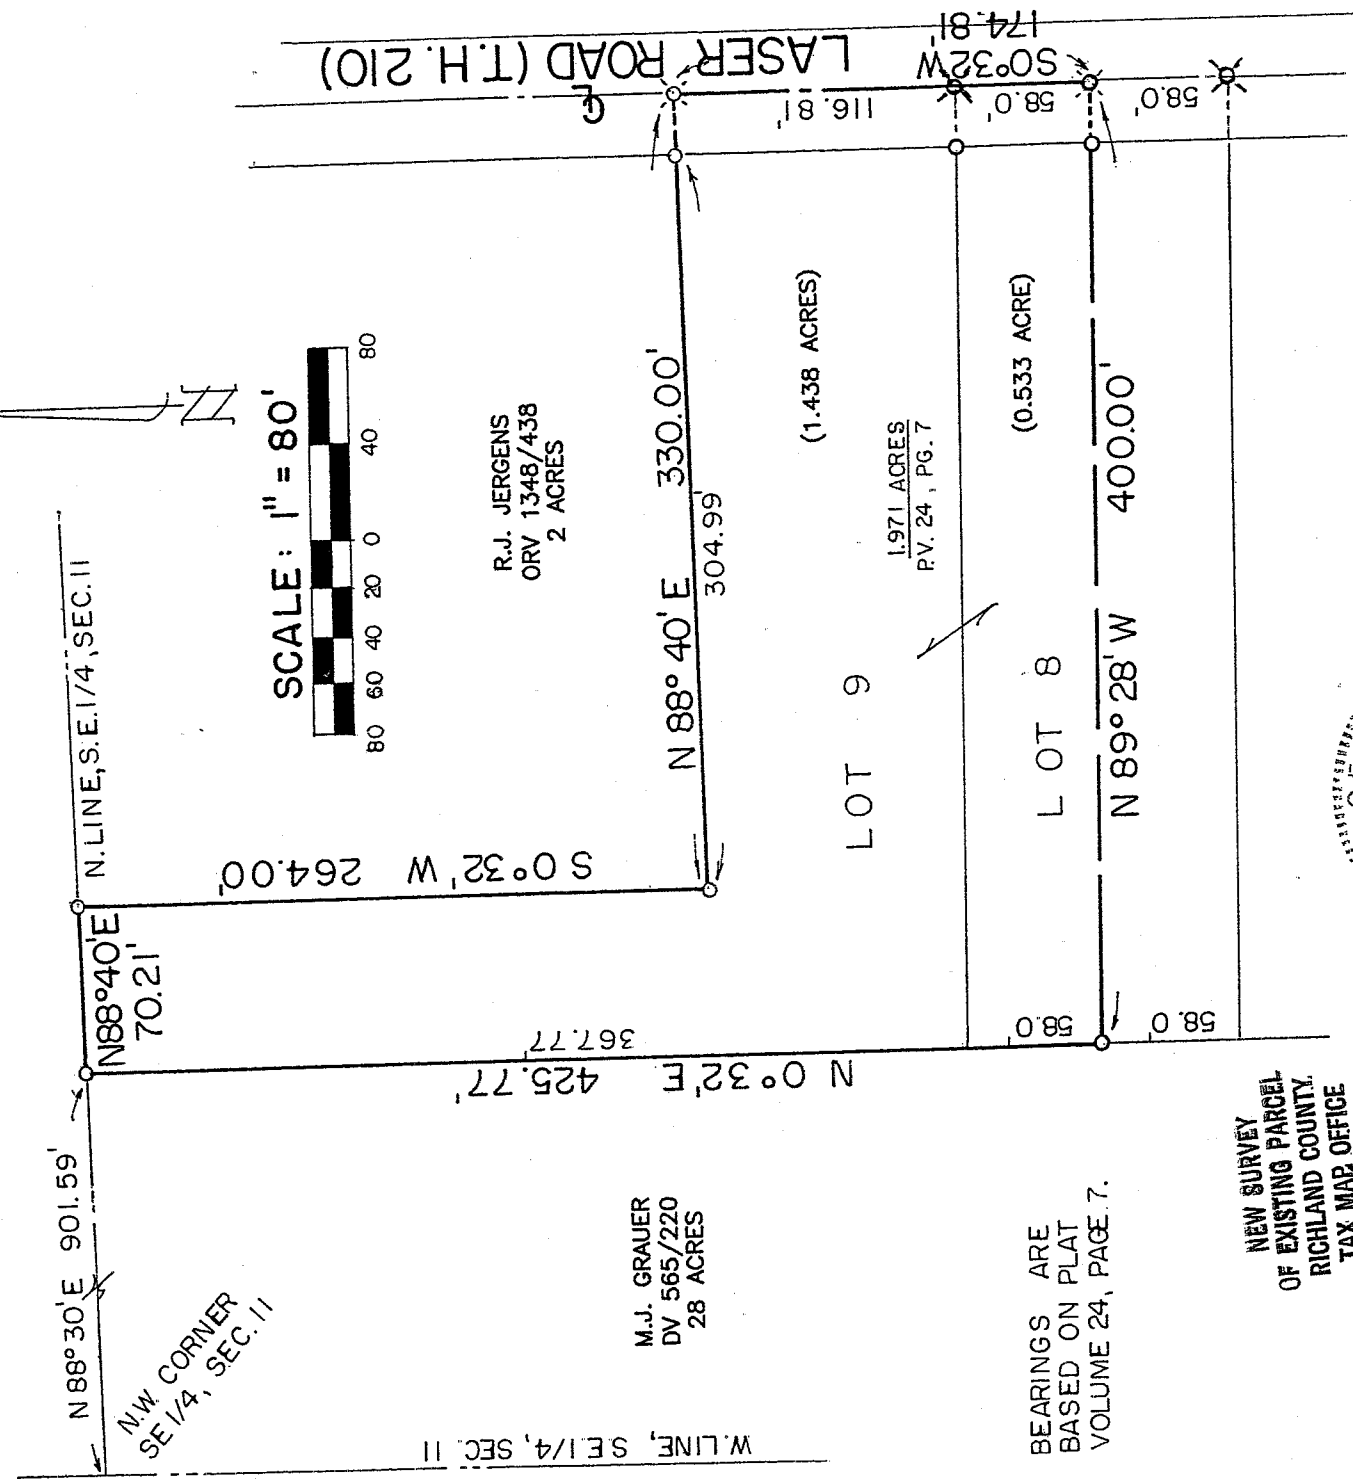 LASER ROAD (T.H. 210)
S0°32'W
174.81'
116.81'
58.0'
58.0'
N.LINE, S.E.1/4, SEC.11
SCALE: 1" = 80'
80 60 40 20 0 40 80
R.J. JERGENS
ORV 1348/438
2 ACRES
N 88° 40' E 330.00'
304.99'
(1.438 ACRES)
1.971 ACRES
P.V. 24, PG. 7
(0.533 ACRE)
LOT 9
LOT 8
N 89° 28' W 400.00'
S 0°32' W 264.00'
N88°40'E
70.21'
367.77'
N 0°32'E 425.77'
58.0'
58.0'
N 88°30'E 901.59'
N.W. CORNER
SE 1/4, SEC. 11
W.LINE, S.E.1/4, SEC. 11
M.J. GRAUER
DV 565/220
28 ACRES
BEARINGS ARE
BASED ON PLAT
VOLUME 24, PAGE 7.
NEW SURVEY
OF EXISTING PARCEL
RICHLAND COUNTY
TAX MAP OFFICE